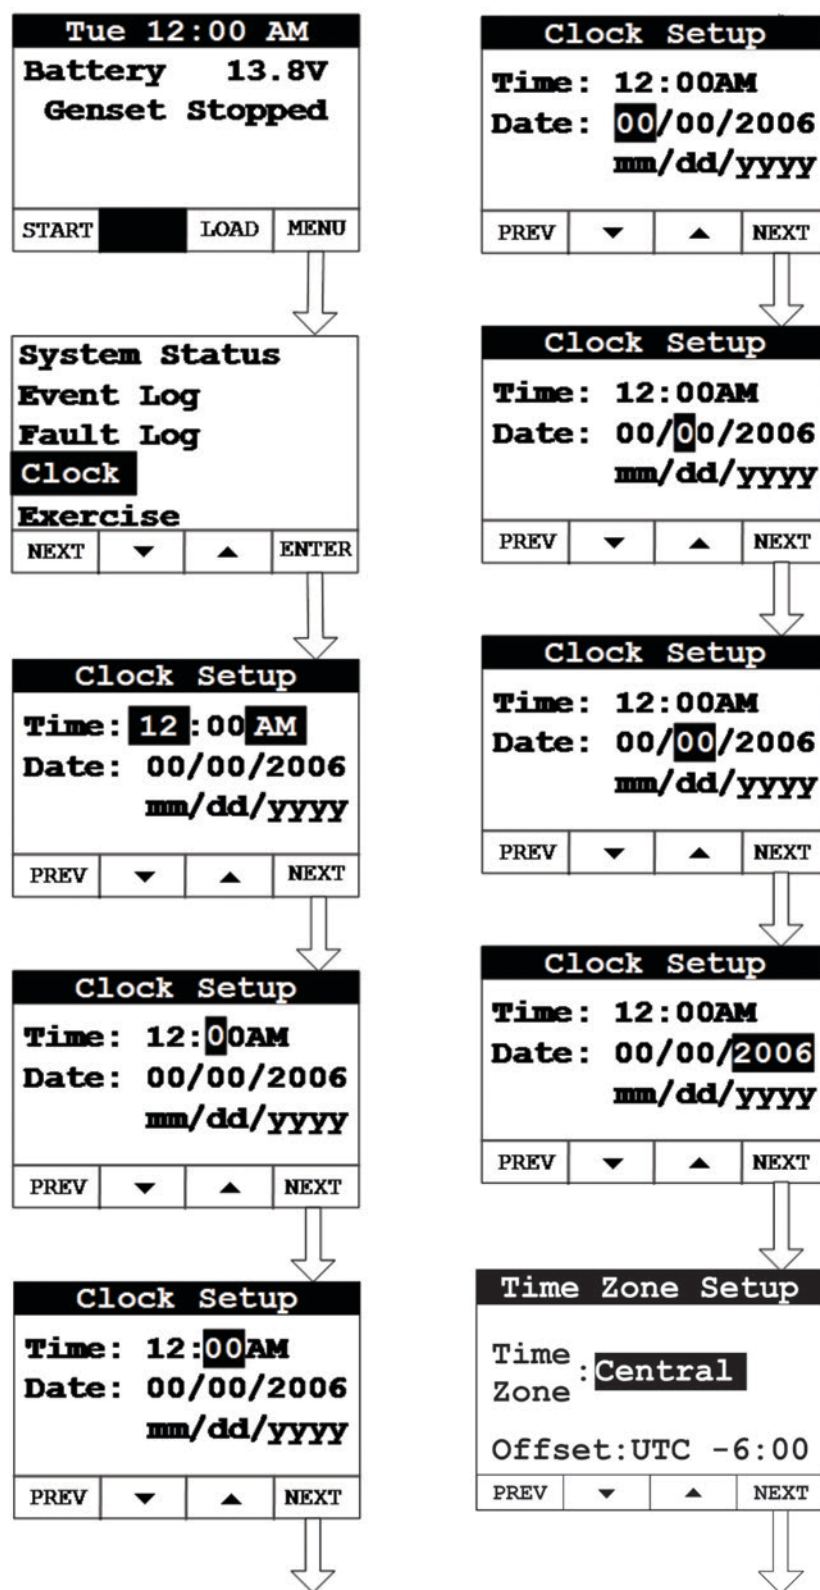 Tue 12:00 AM
Battery 13.8V
Genset Stopped
START LOAD MENU
System Status
Event Log
Fault Log
Clock
Exercise
NEXT ▼ ▲ ENTER
Clock Setup
Time: 12:00AM
Date: 00/00/2006
mm/dd/yyyy
PREV ▼ ▲ NEXT
Clock Setup
Time: 12:00AM
Date: 00/00/2006
mm/dd/yyyy
PREV ▼ ▲ NEXT
Clock Setup
Time: 12:00AM
Date: 00/00/2006
mm/dd/yyyy
PREV ▼ ▲ NEXT
Clock Setup
Time: 12:00AM
Date: 00/00/2006
mm/dd/yyyy
PREV ▼ ▲ NEXT
Clock Setup
Time: 12:00AM
Date: 00/00/2006
mm/dd/yyyy
PREV ▼ ▲ NEXT
Clock Setup
Time: 12:00AM
Date: 00/00/2006
mm/dd/yyyy
PREV ▼ ▲ NEXT
Clock Setup
Time: 12:00AM
Date: 00/00/2006
mm/dd/yyyy
PREV ▼ ▲ NEXT
Time Zone Setup
Time
Zone :Central
Offset:UTC -6:00
PREV ▼ ▲ NEXT